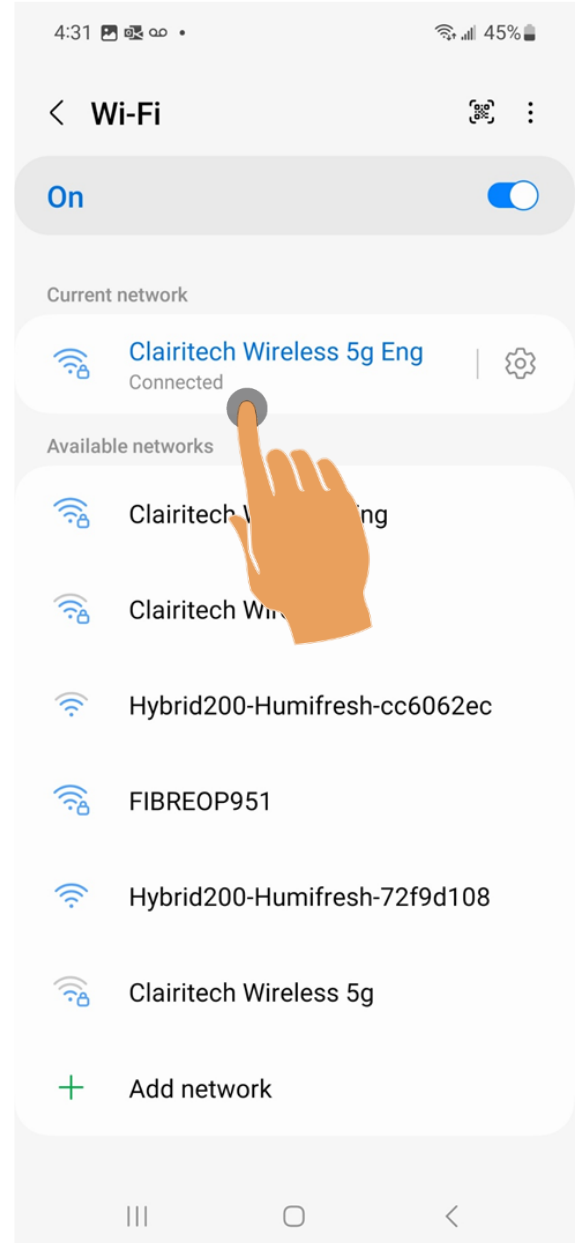 4:31 45%
Wi-Fi
On
Current network
Clairitech Wireless 5g Eng
Connected
Available networks
Clairitech ng
Clairitech
Hybrid200-Humifresh-cc6062ec
FIBREOP951
Hybrid200-Humifresh-72f9d108
Clairitech Wireless 5g
Add network